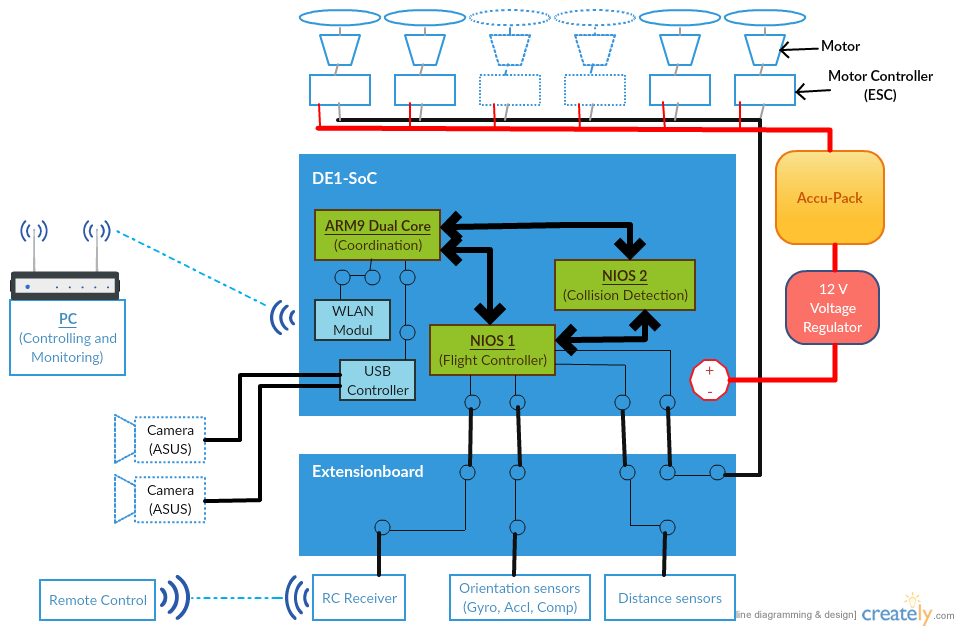 Motor
Motor Controller
(ESC)
DE1-SoC
Accu-Pack
ARM9 Dual Core
(Coordination)
NIOS 2
(Collision Detection)
12 V
Voltage
Regulator
WLAN
Modul
PC
(Controlling and
Monitoring)
NIOS 1
(Flight Controller)
USB
Controller
+
-
Camera
(ASUS)
Camera
(ASUS)
Extensionboard
Remote Control
RC Receiver
Orientation sensors
(Gyro, Accl, Comp)
Distance sensors
line diagramming & design]
creately.com